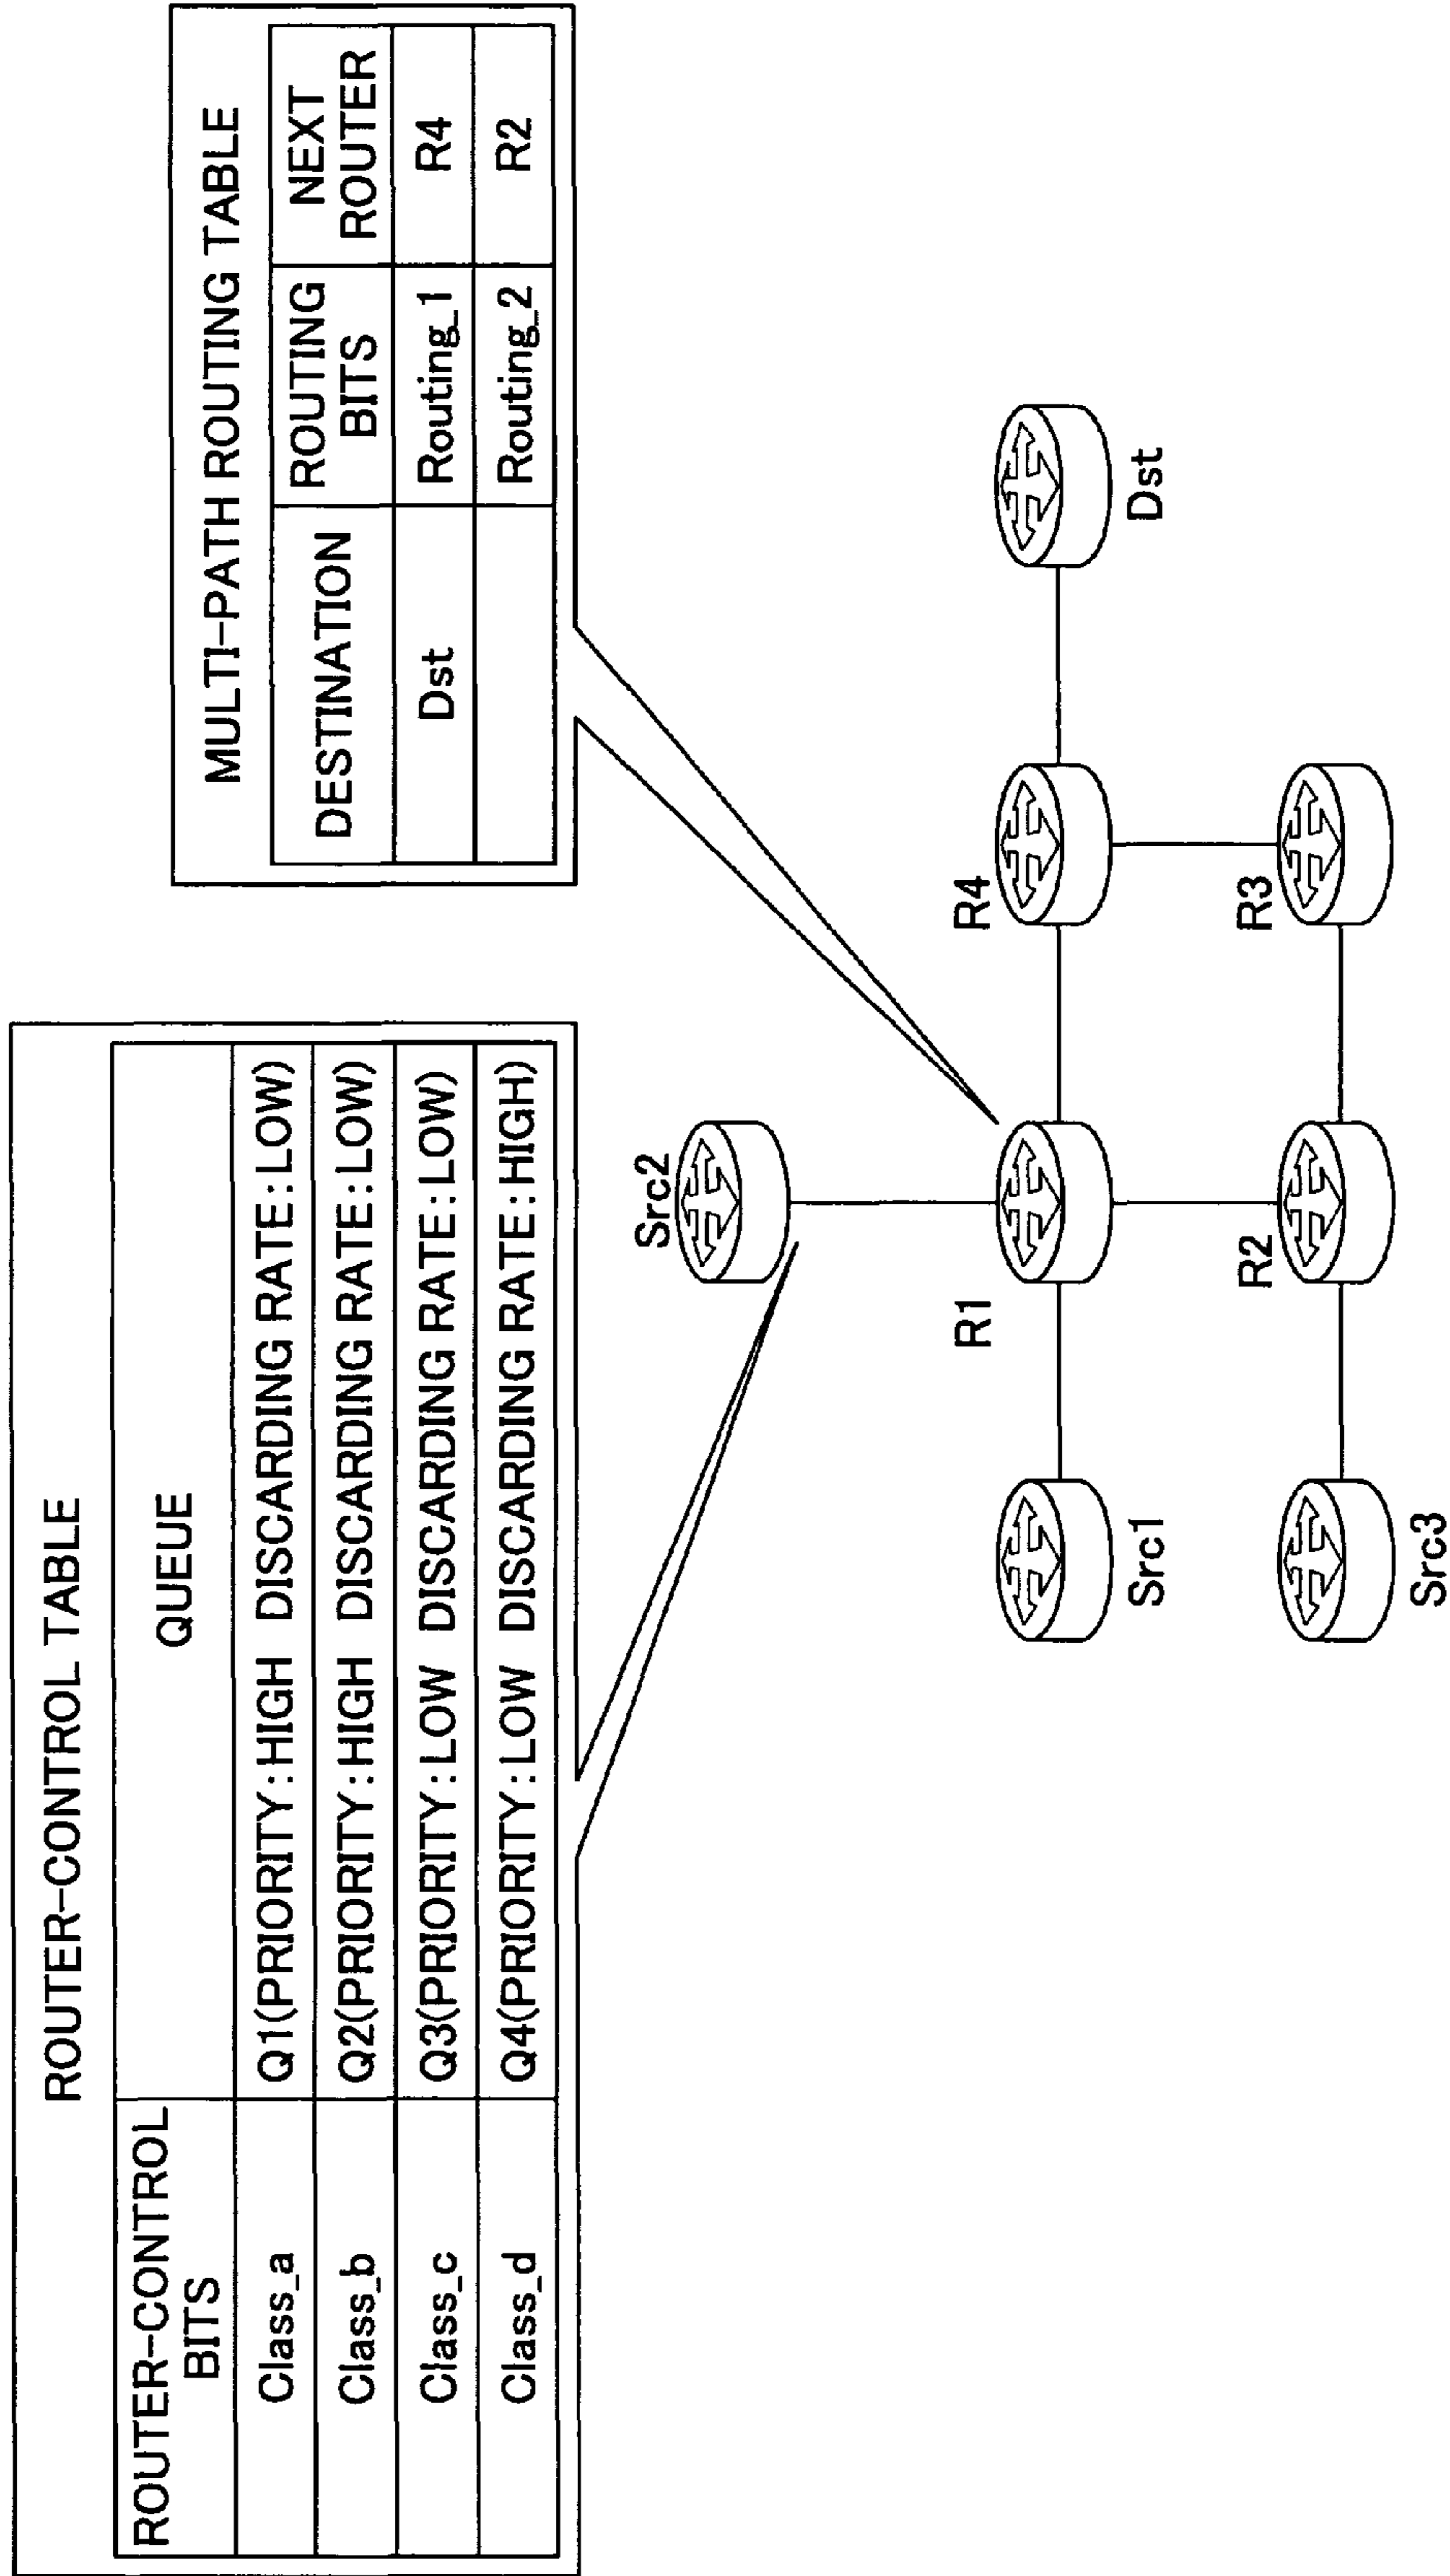 ROUTER-CONTROL TABLE
ROUTER-CONTROL
BITS
QUEUE
Class_a
Q1(PRIORITY:HIGH DISCARDING RATE:LOW)
Class_b
Q2(PRIORITY:HIGH DISCARDING RATE:LOW)
Class_c
Q3(PRIORITY:LOW DISCARDING RATE:LOW)
Class_d
Q4(PRIORITY:LOW DISCARDING RATE:HIGH)
MULTI-PATH ROUTING TABLE
DESTINATION
ROUTING
BITS
NEXT
ROUTER
Dst
Routing_1
R4
Routing_2
R2
Src2
R1
R4
Src1
Dst
R2
R3
Src3